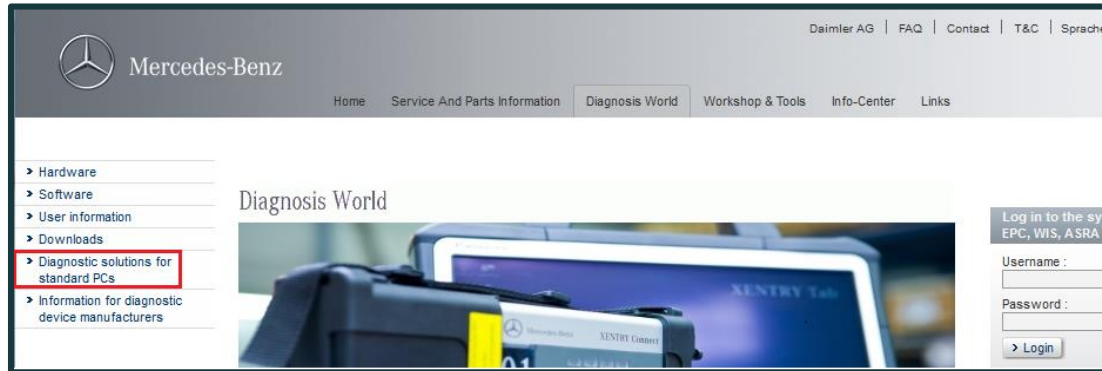 Daimler AG | FAQ | Contact | T&C | Sprache
Mercedes-Benz
Home Service And Parts Information Diagnosis World Workshop & Tools Info-Center Links
> Hardware
> Software
> User information
> Downloads
> Diagnostic solutions for
standard PCs
> Information for diagnostic
device manufacturers
Diagnosis World
XENTRY Tab
Mercedes-Benz
XENTRY Connect
01
Log in to the sy
EPC, WIS, ASRA
Username :
Password :
> Login